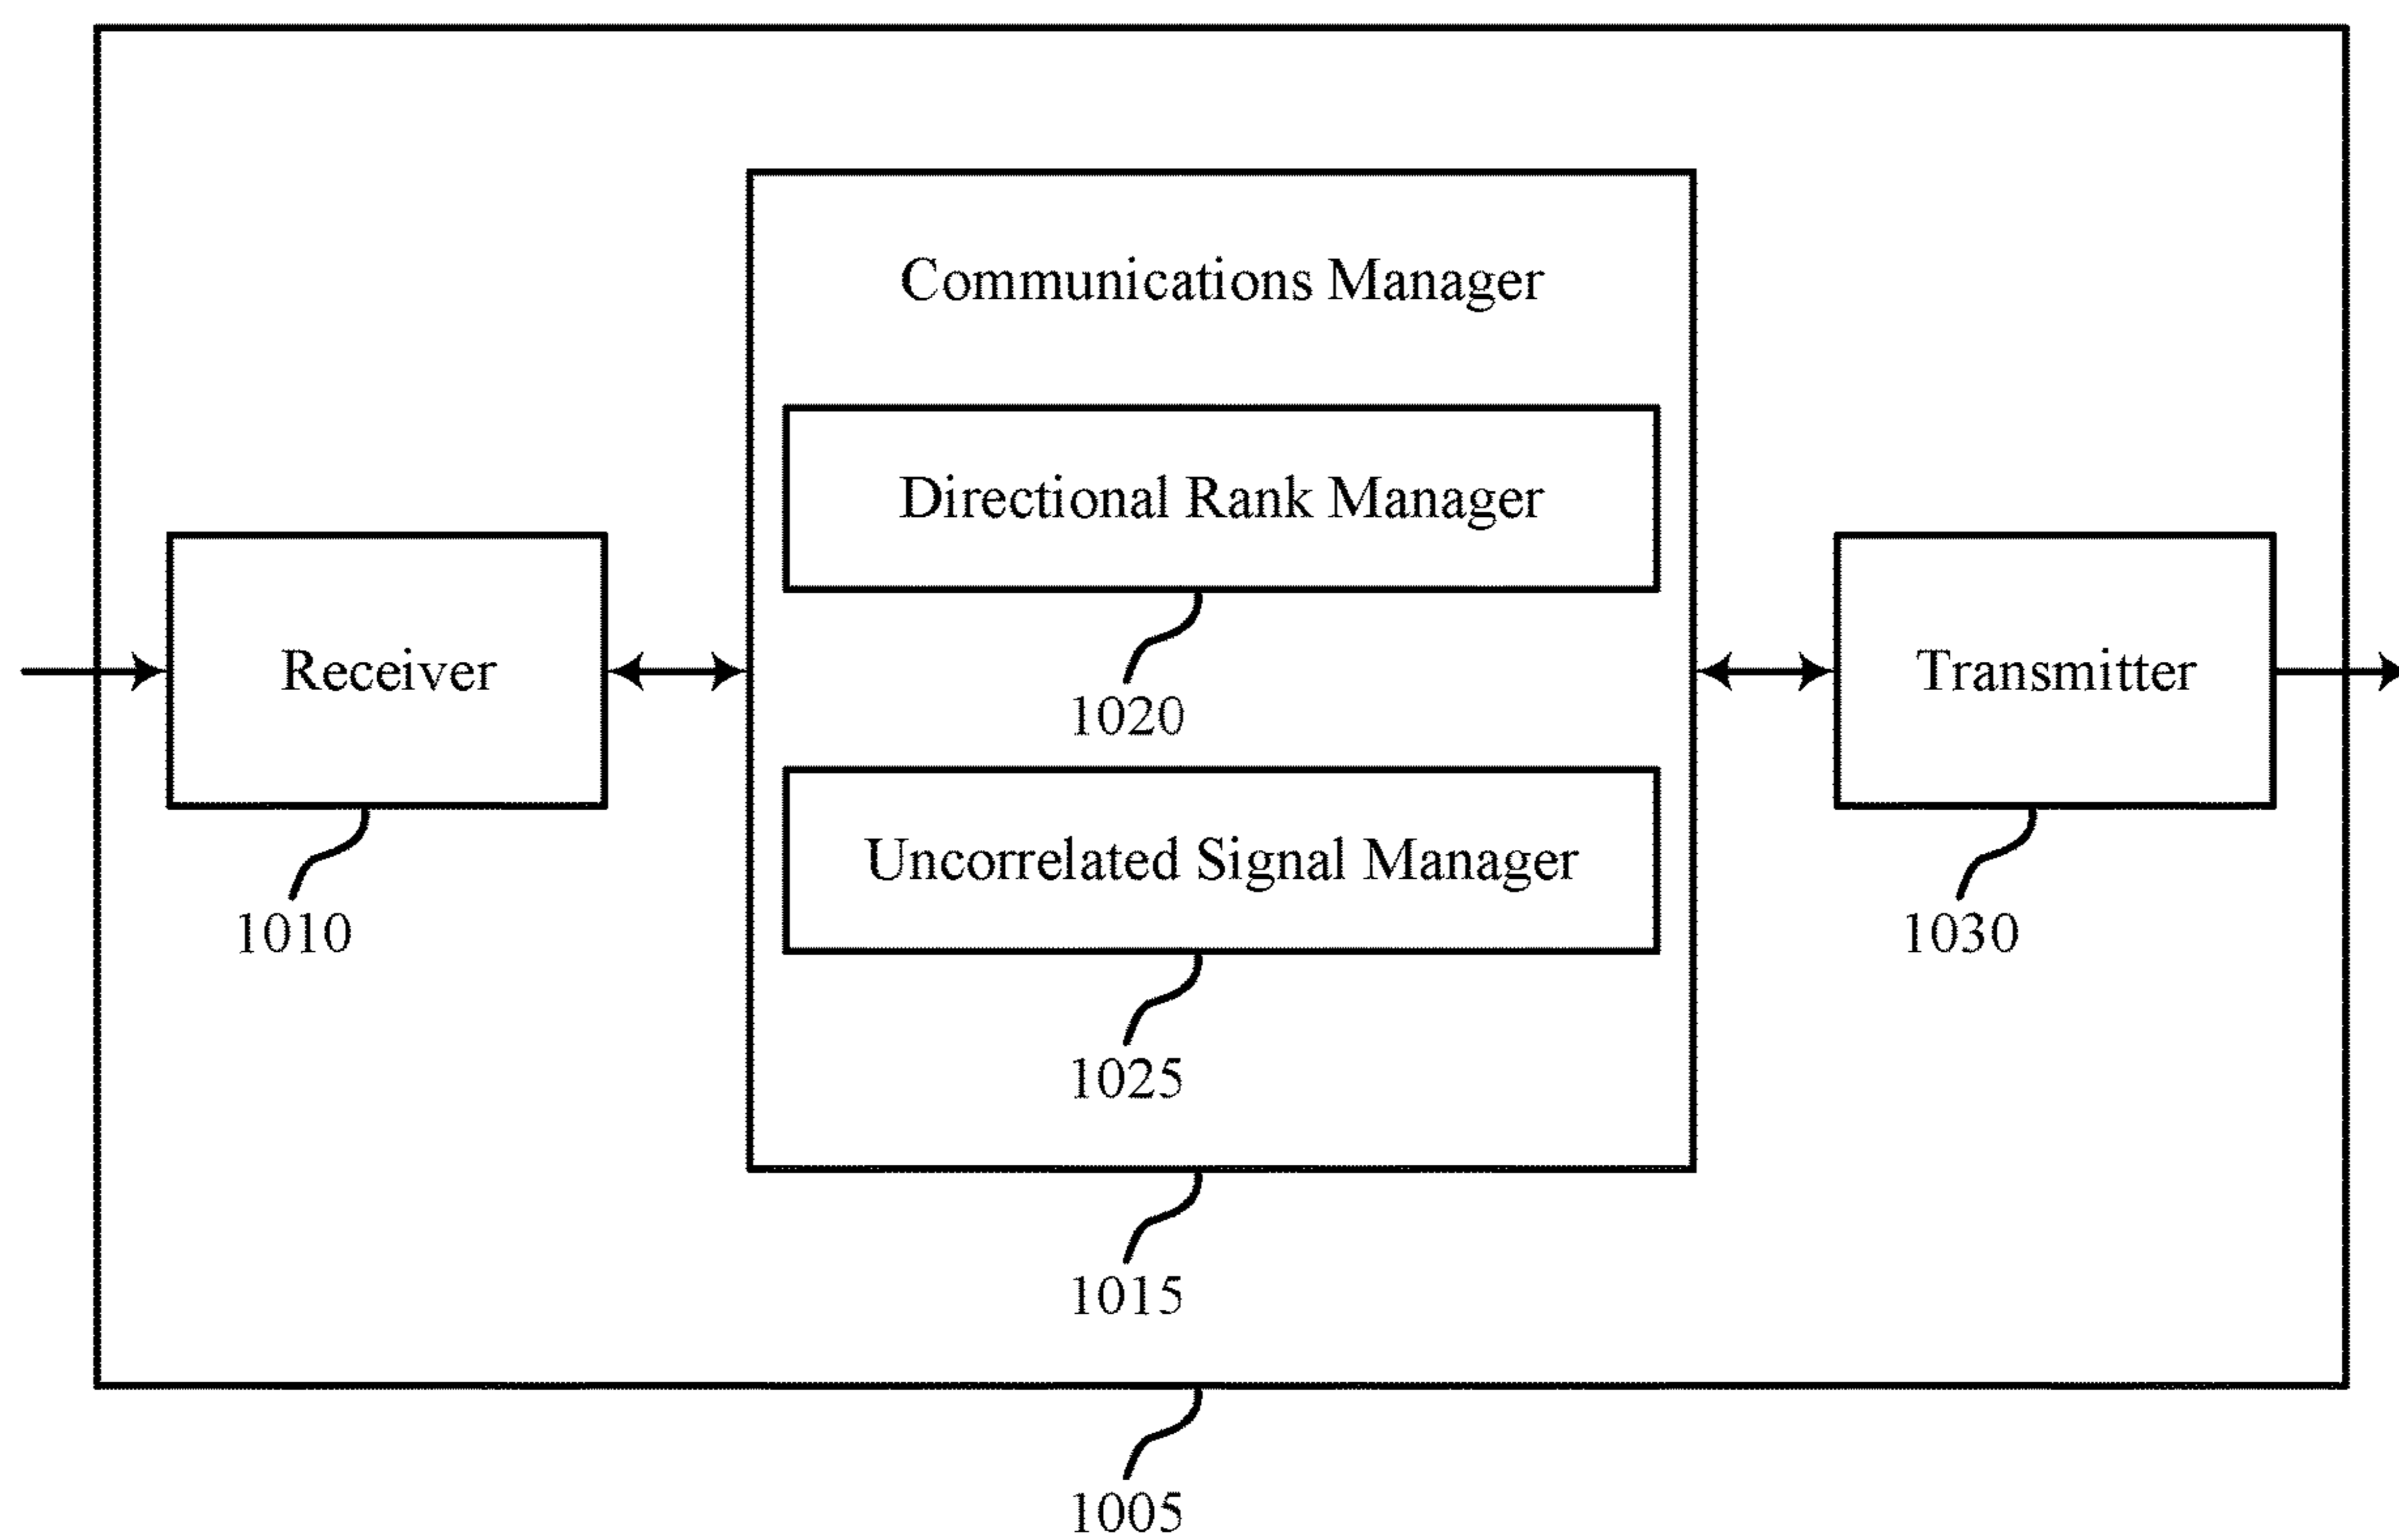 Communications Manager
Directional Rank Manager
Receiver
Transmitter
1020
Uncorrelated Signal Manager
1010
1030
1025
1015
1005